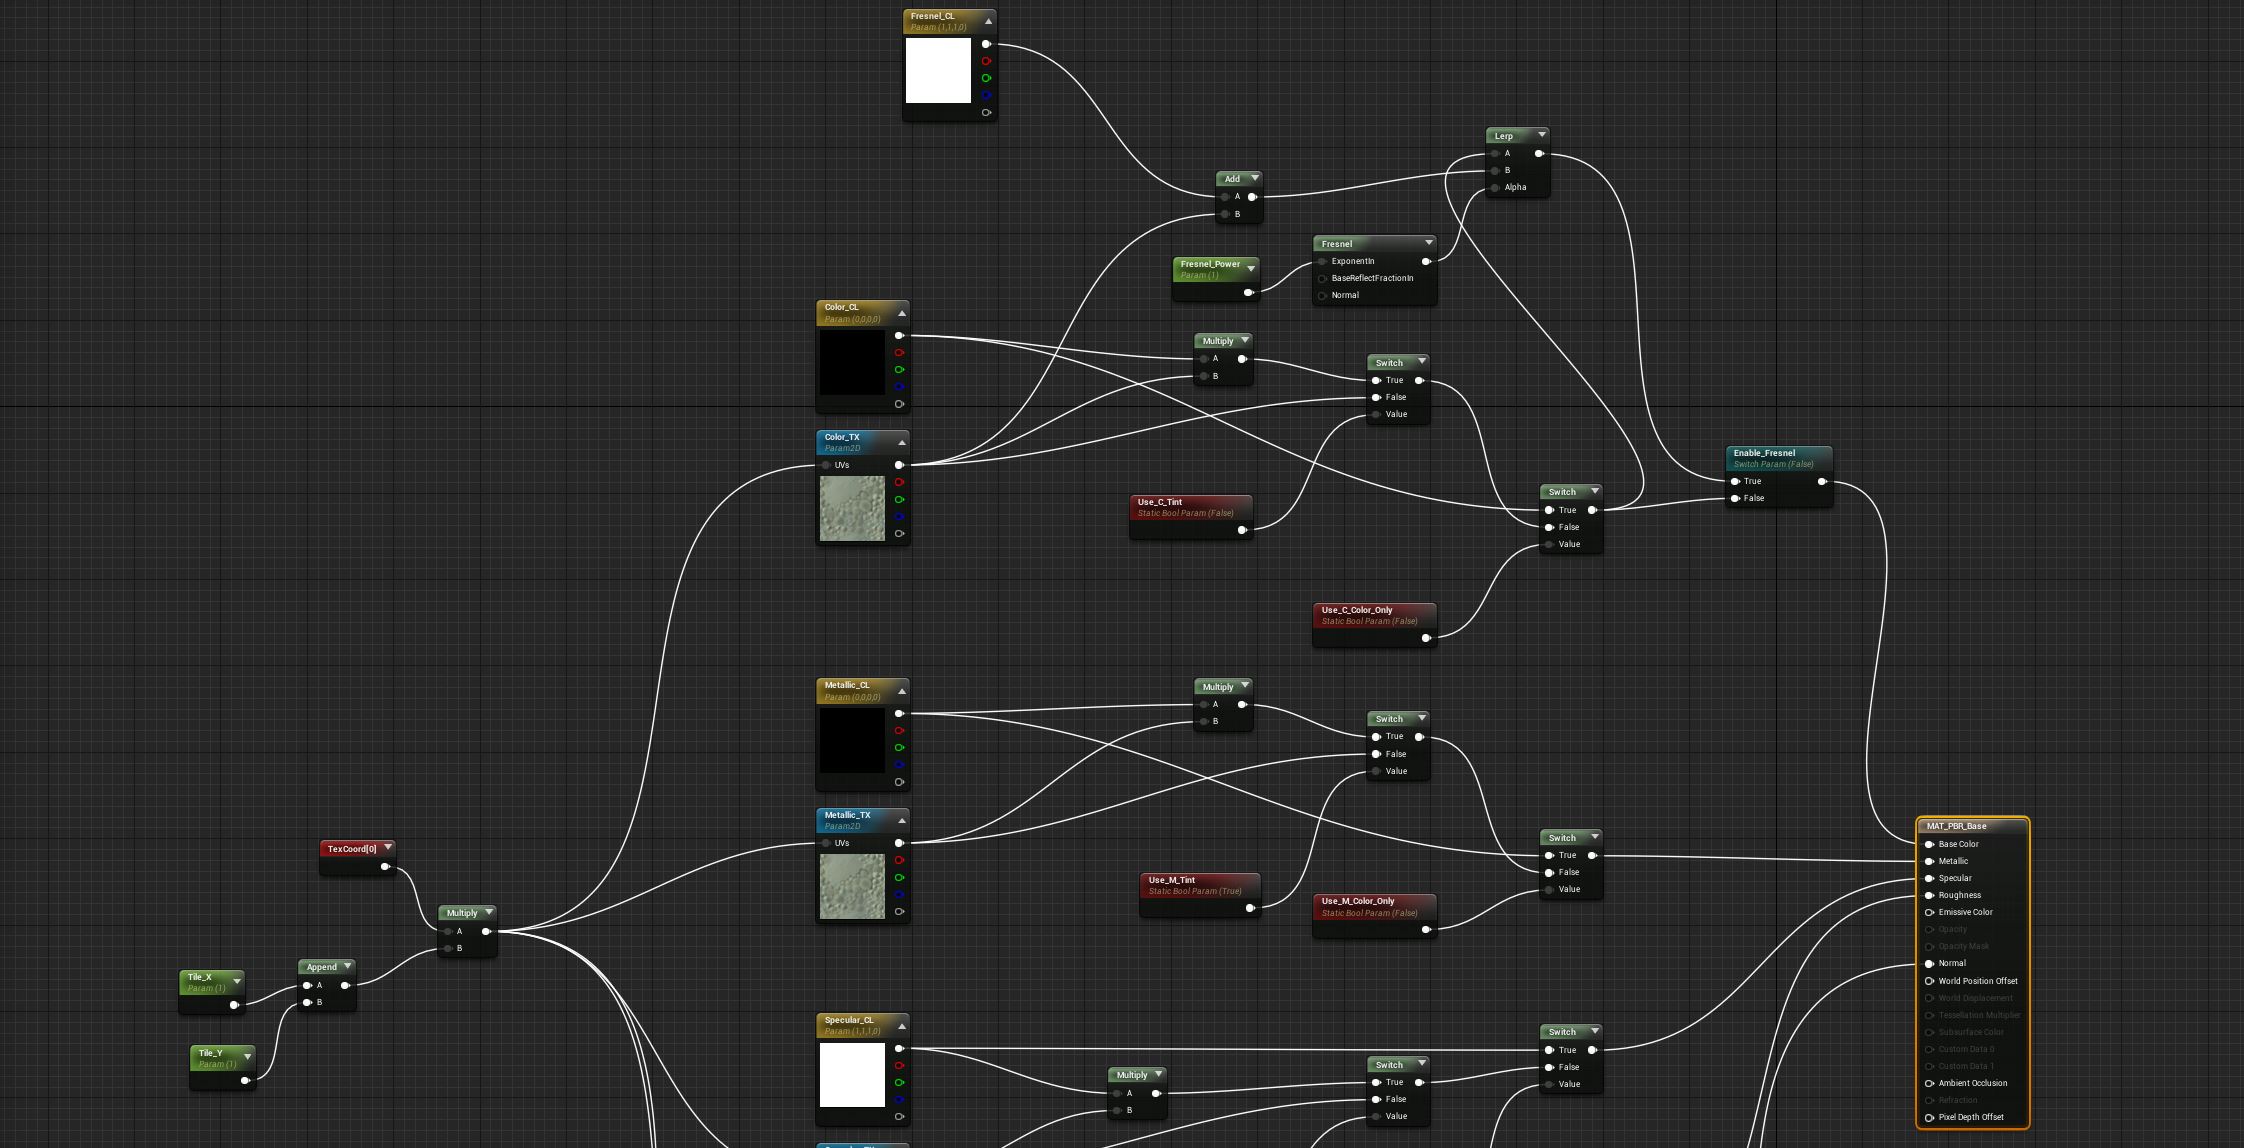 Fresnel_CL
Param (1,1,1,0)
Lerp
A
B
Alpha
Add
A
B
Fresnel
ExponentIn
BaseReflectFractionIn
Normal
Fresnel_Power
Param (1)
Color_CL
Param (0,0,0,0)
Multiply
A
B
Switch
True
False
Value
Color_TX
Param2D
UVs
Use_C_Tint
Static Bool Param (False)
Switch
True
False
Value
Enable_Fresnel
Switch Param (False)
True
False
Use_C_Color_Only
Static Bool Param (False)
Metallic_CL
Param (0,0,0,0)
Multiply
A
B
Switch
True
False
Value
Metallic_TX
Param2D
UVs
Use_M_Tint
Static Bool Param (True)
Use_M_Color_Only
Static Bool Param (False)
Switch
True
False
Value
TexCoord[0]
Multiply
A
B
Tile_X
Param (1)
Append
A
B
Tile_Y
Param (1)
Specular_CL
Param (1,1,1,0)
Multiply
A
B
Switch
True
False
Value
Switch
True
False
Value
MAT_PBR_Base
Base Color
Metallic
Specular
Roughness
Emissive Color
Opacity
Opacity Mask
Normal
World Position Offset
World Displacement
Tessellation Multiplier
Subsurface Color
Custom Data 0
Custom Data 1
Ambient Occlusion
Refraction
Pixel Depth Offset